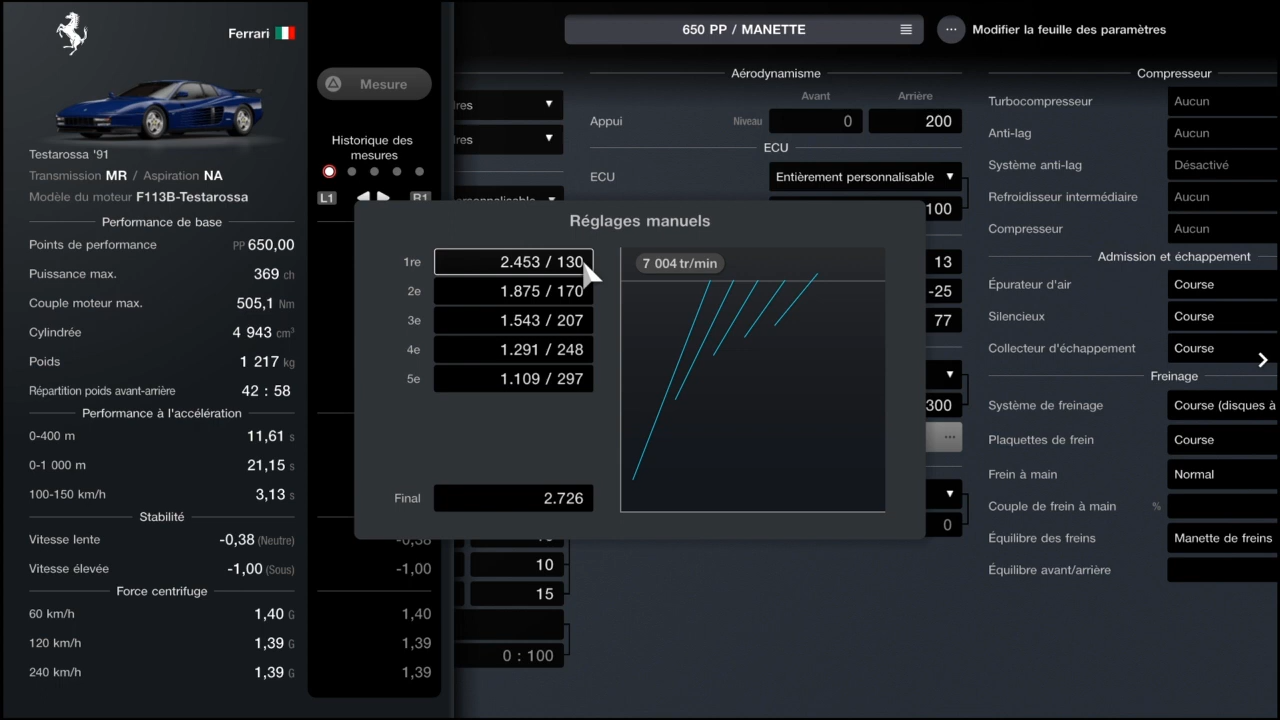 650 PP / MANETTE
Modifier la feuille des paramètres
Ferrari
Testarossa '91
Transmission MR / Aspiration NA
Modèle du moteur F113B-Testarossa
Performance de base
Points de performance PP 650,00
Puissance max. 369 ch
Couple moteur max. 505,1 Nm
Cylindrée 4 943 cm³
Poids 1 217 kg
Répartition poids avant-arrière 42 : 58
Performance à l'accélération
0-400 m 11,61 s
0-1 000 m 21,15 s
100-150 km/h 3,13 s
Stabilité
Vitesse lente -0,38 (Neutre)
Vitesse élevée -1,00 (Sous)
Force centrifuge
60 km/h 1,40 G
120 km/h 1,39 G
240 km/h 1,39 G
Mesure
Historique des
mesures
L1 R1
-0,38
-1,00
1,40
1,39
1,39
Réglages manuels
1re 2.453 / 130
2e 1.875 / 170
3e 1.543 / 207
4e 1.291 / 248
5e 1.109 / 297
Final 2.726
7 004 tr/min
10
15
0 : 100
Aérodynamisme
Avant Arrière
Appui Niveau 0 200
ECU
ECU Entièrement personnalisable
100
13
-25
77
300
...
0
Compresseur
Turbocompresseur Aucun
Anti-lag Aucun
Système anti-lag Désactivé
Refroidisseur intermédiaire Aucun
Compresseur Aucun
Admission et échappement
Épurateur d'air Course
Silencieux Course
Collecteur d'échappement Course
Freinage
Système de freinage Course (disques à
Plaquettes de frein Course
Frein à main Normal
Couple de frein à main %
Équilibre des freins Manette de freins
Équilibre avant/arrière